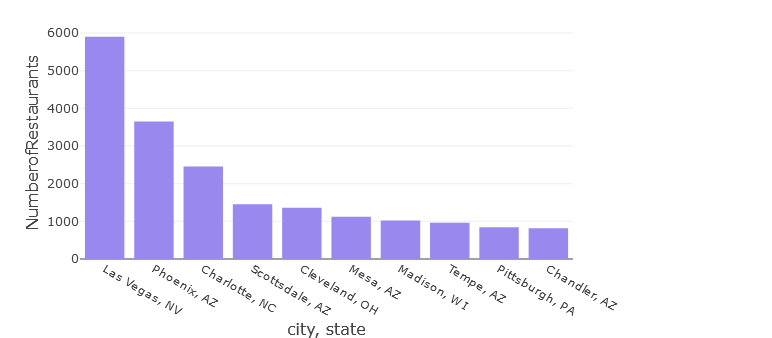 6000
5000
4000
3000
2000
1000
0
NumberofRestaurants
Las Vegas, NV
Phoenix, AZ
Charlotte, NC
Scottsdale, AZ
Cleveland, OH
Mesa, AZ
Madison, WI
Tempe, AZ
Pittsburgh, PA
Chandler, AZ
city, state